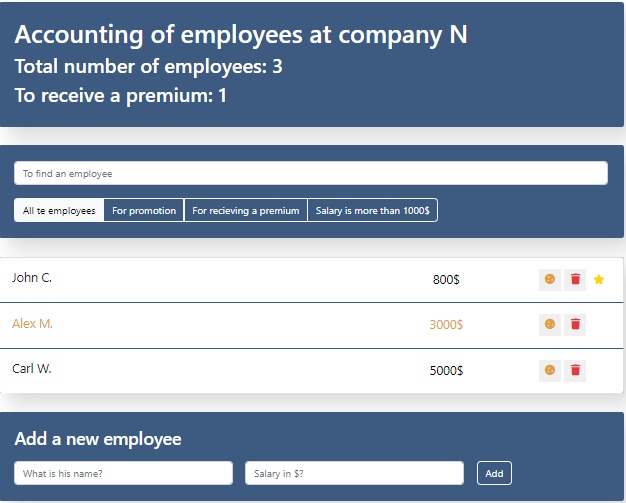 Accounting of employees at company N
Total number of employees: 3
To receive a premium: 1
To find an employee
All te employees For promotion For recieving a premium Salary is more than 1000$
John C. 800$
Alex M. 3000$
Carl W. 5000$
Add a new employee
What is his name? Salary in $? Add